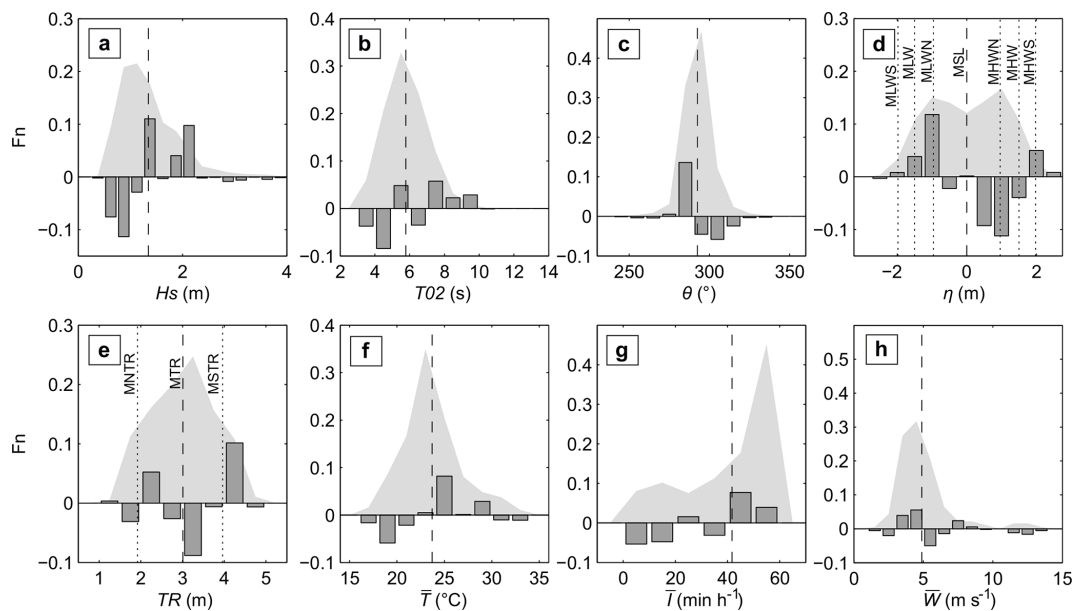 a
b
c
d
MLWS
MLW
MLWN
MSL
MHWN
MHW
MHWS
Fn
0.3
0.2
0.1
0
−0.1
0 2 4
Hs (m)
0.4
0.3
0.2
0.1
0
-0.1
2 4 6 8 10 12 14
T02 (s)
0.4
0.2
0
-0.1
250 300 350
θ (°)
0.3
0.2
0.1
0
−0.1
−2 0 2
η (m)
e
f
g
h
MNTR
MTR
MSTR
Fn
0.3
0.2
0.1
0
-0.1
1 2 3 4 5
TR (m)
0.4
0.3
0.2
0.1
0
-0.1
15 20 25 30 35
T̅ (°C)
0.4
0.3
0.2
0.1
0
-0.1
0 20 40 60
I̅ (min h⁻¹)
0.5
0.4
0.3
0.2
0.1
0
-0.1
0 5 10 15
W̅ (m s⁻¹)